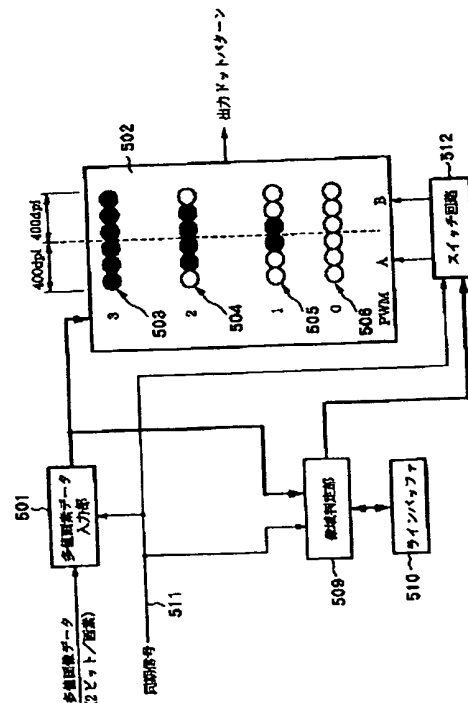 多値画像データ
(2ビット/画素)
501
多値画素データ
入力部
同期信号
511
400dpi 400dpi
502
3
503
2
504
1
505
0
506
PWM
A
B
出力ドットパターン
像域判定部
509
ラインバッファ
510
スイッチ回路
512